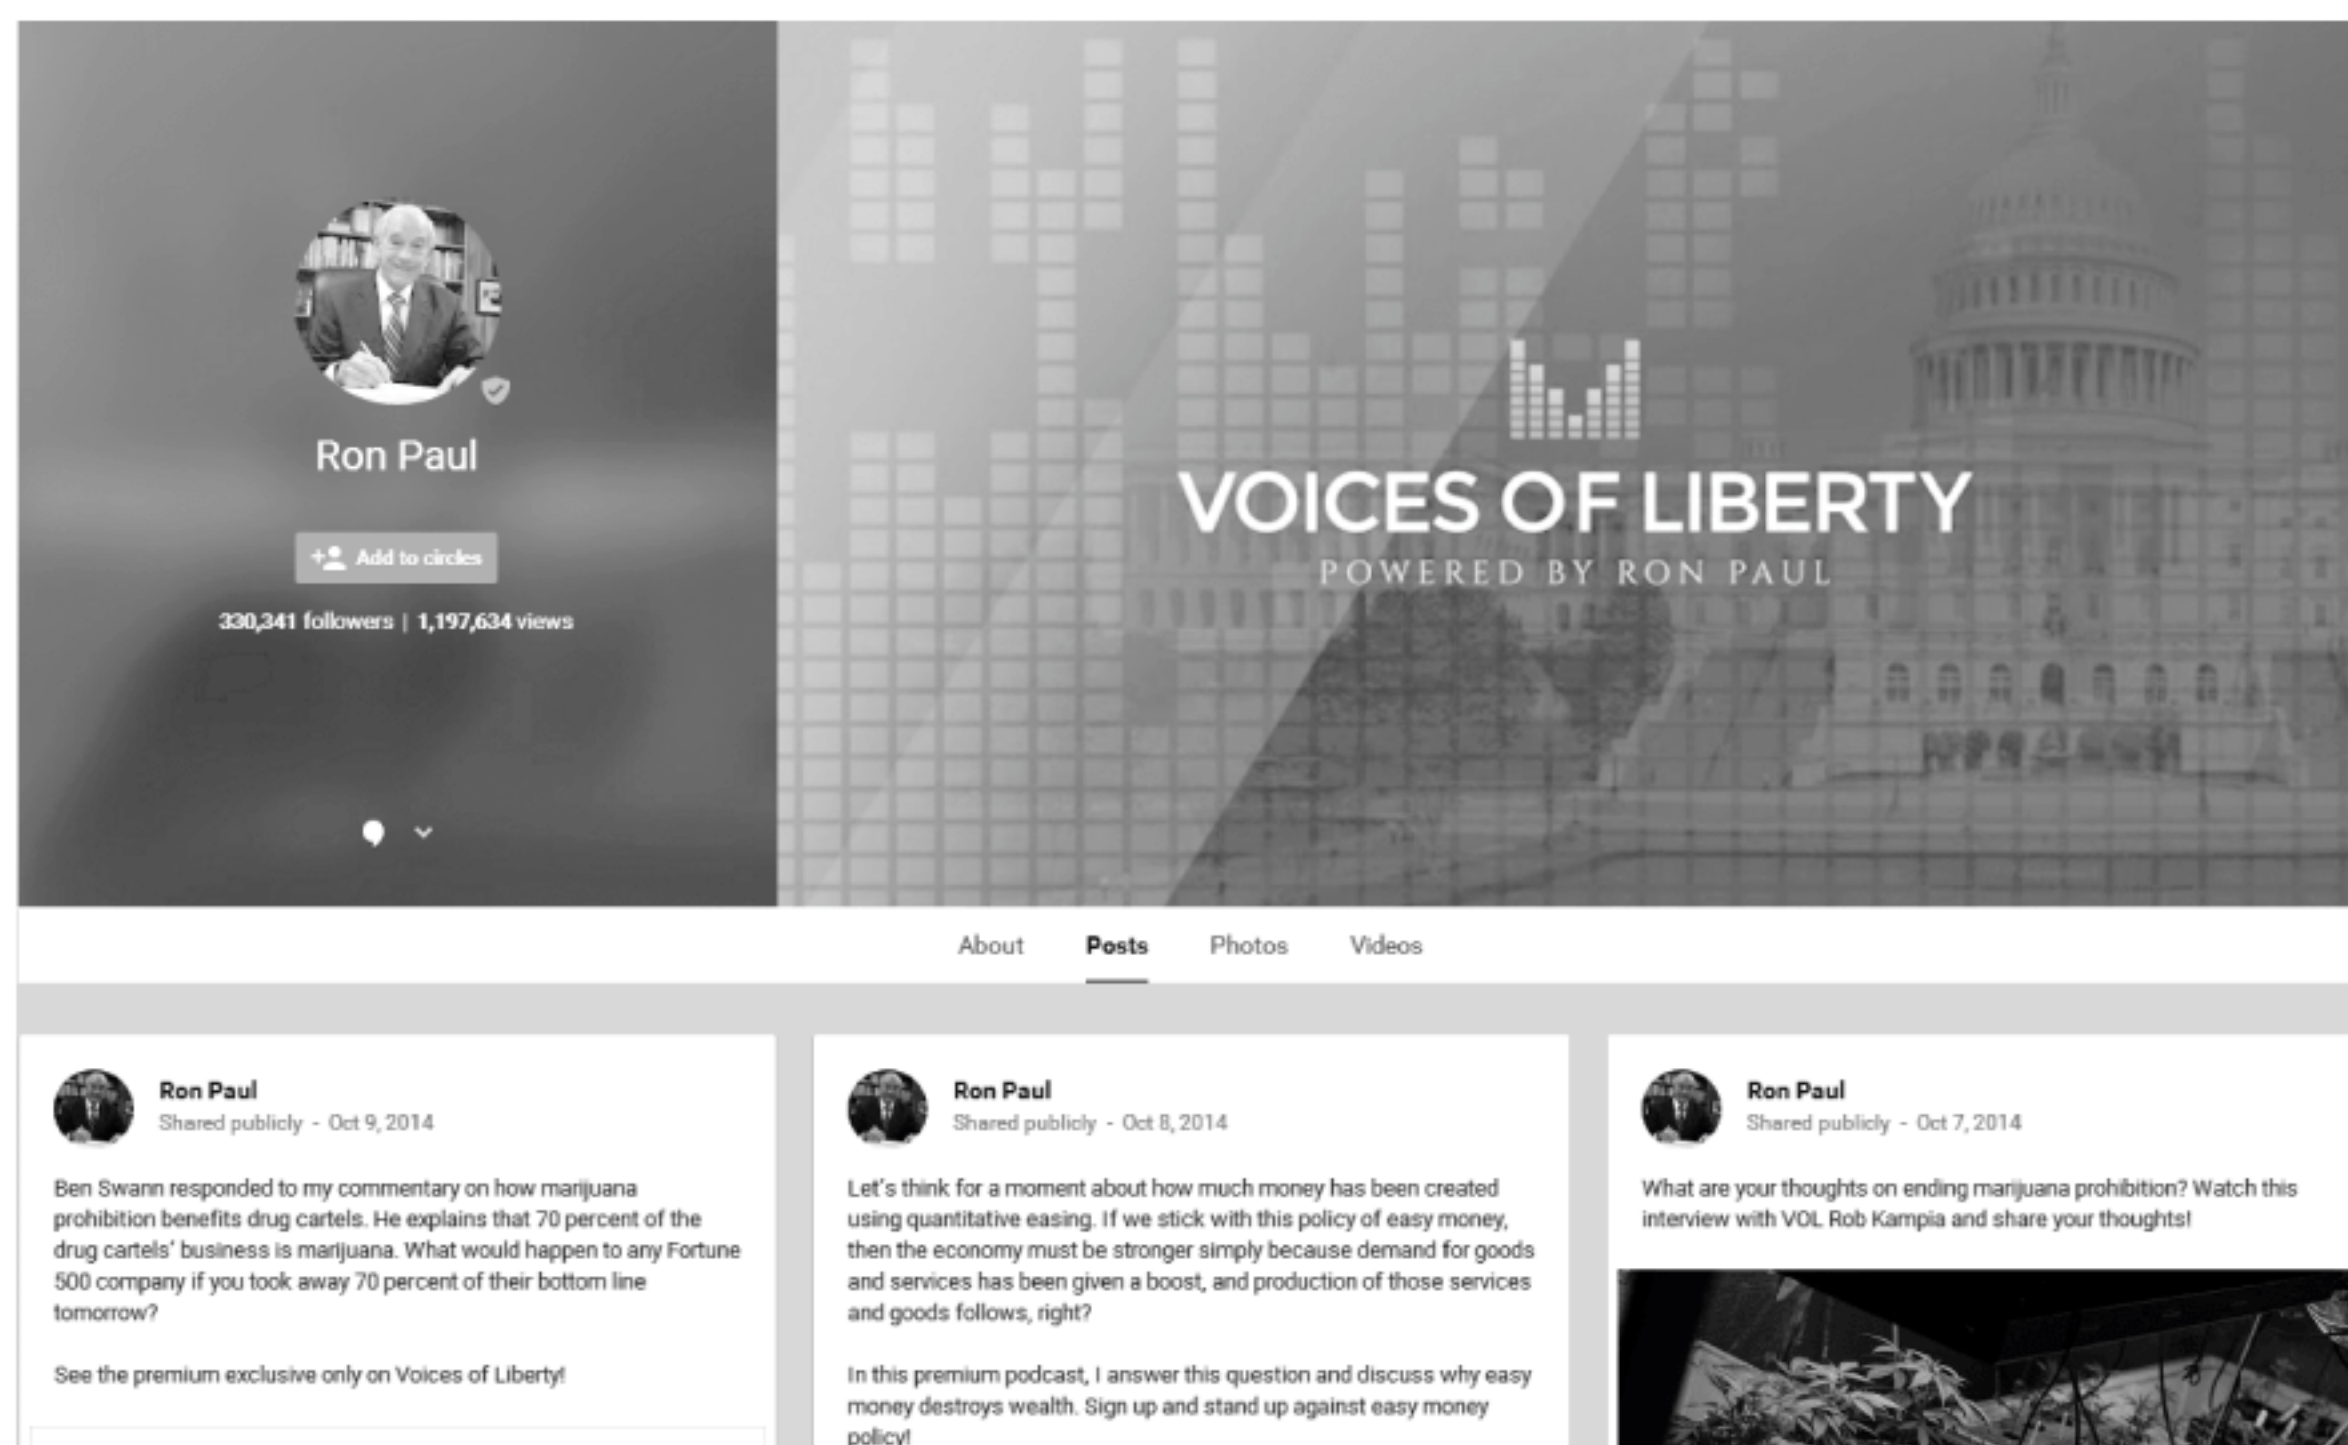 Ron Paul
Add to circles
330,341 followers | 1,197,634 views
VOICES OF LIBERTY
POWERED BY RON PAUL
About Posts Photos Videos
Ron Paul
Shared publicly - Oct 9, 2014
Ben Swann responded to my commentary on how marijuana
prohibition benefits drug cartels. He explains that 70 percent of the
drug cartels' business is marijuana. What would happen to any Fortune
500 company if you took away 70 percent of their bottom line
tomorrow?
See the premium exclusive only on Voices of Liberty!
Ron Paul
Shared publicly - Oct 8, 2014
Let's think for a moment about how much money has been created
using quantitative easing. If we stick with this policy of easy money,
then the economy must be stronger simply because demand for goods
and services has been given a boost, and production of those services
and goods follows, right?
In this premium podcast, I answer this question and discuss why easy
money destroys wealth. Sign up and stand up against easy money
policy!
Ron Paul
Shared publicly - Oct 7, 2014
What are your thoughts on ending marijuana prohibition? Watch this
interview with VOL Rob Kampia and share your thoughts!